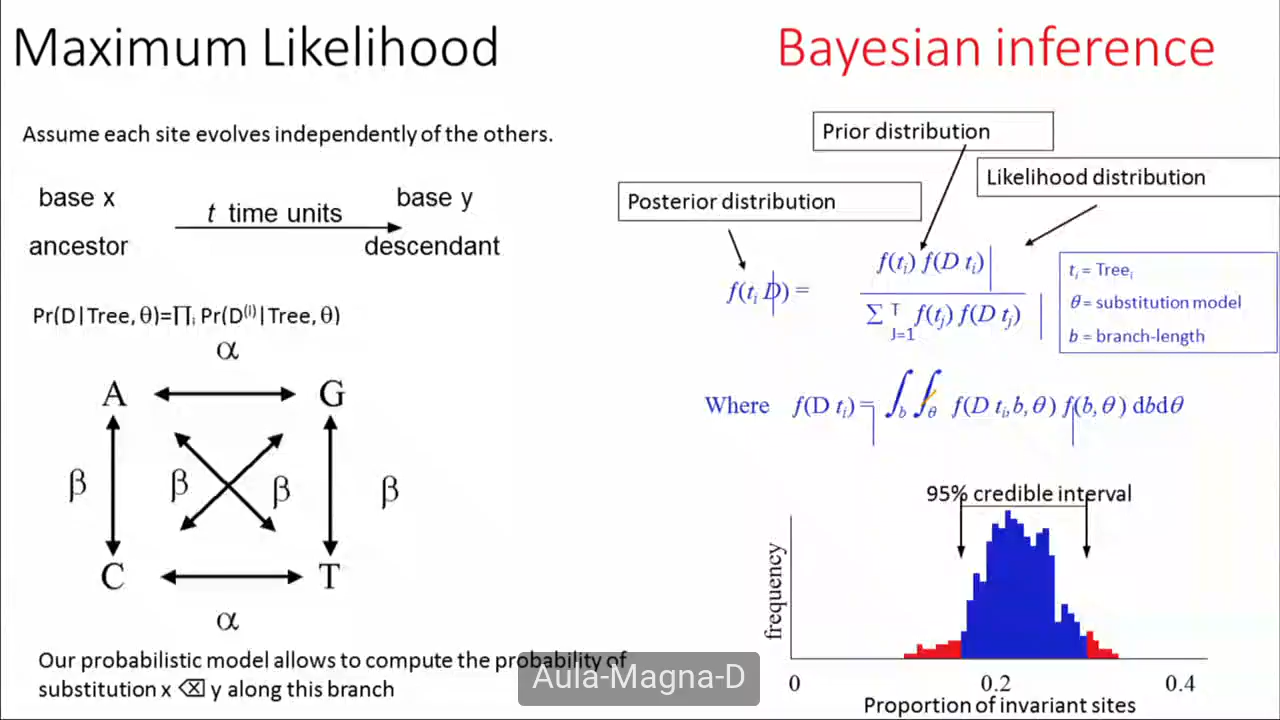 Maximum Likelihood
Assume each site evolves independently of the others.
base x
t time units
base y
ancestor
descendant
Pr(D|Tree, θ)=∏i Pr(D(i)|Tree, θ)
α
A
G
β
β
β
β
C
T
α
Our probabilistic model allows to compute the probability of
substitution x ⌫ y along this branch
Bayesian inference
Prior distribution
Likelihood distribution
Posterior distribution
f(ti) f(D ti)|
f(ti D) =
∑ T J=1 f(tj) f(D tj) |
ti = Treei
θ = substitution model
b = branch-length
Where f(D ti) = ∫b ∫θ f(D ti, b, θ) f(b, θ) dbdθ
95% credible interval
frequency
0
0.2
0.4
Proportion of invariant sites
Aula-Magna-D